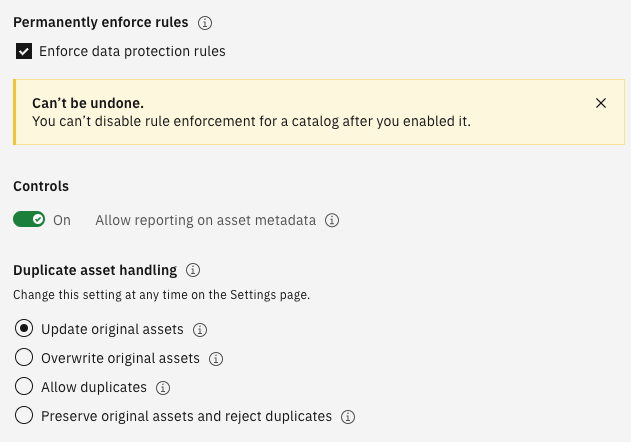 Permanently enforce rules
Enforce data protection rules
Can't be undone.
You can't disable rule enforcement for a catalog after you enabled it.
Controls
On Allow reporting on asset metadata
Duplicate asset handling
Change this setting at any time on the Settings page.
Update original assets
Overwrite original assets
Allow duplicates
Preserve original assets and reject duplicates